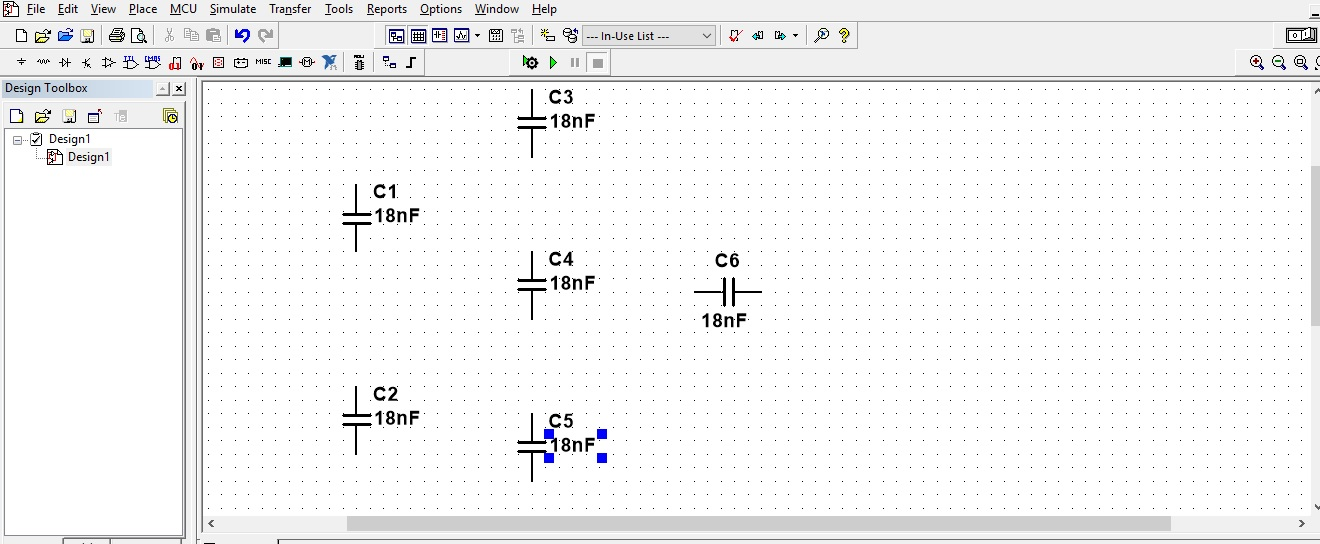 File Edit View Place MCU Simulate Transfer Tools Reports Options Window Help
--- In-Use List ---
MISC
Design Toolbox
Design1
Design1
C3
18nF
C1
18nF
C4
18nF
C6
18nF
C2
18nF
C5
18nF